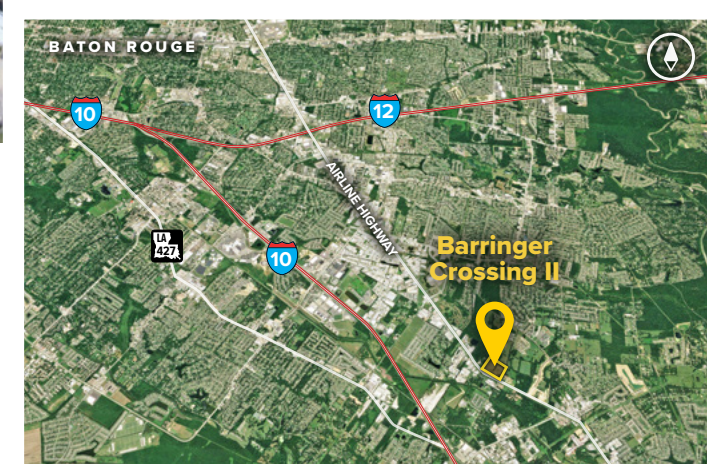 BATON ROUGE
10
12
AIRLINE HIGHWAY
LA
427
10
Barringer
Crossing II